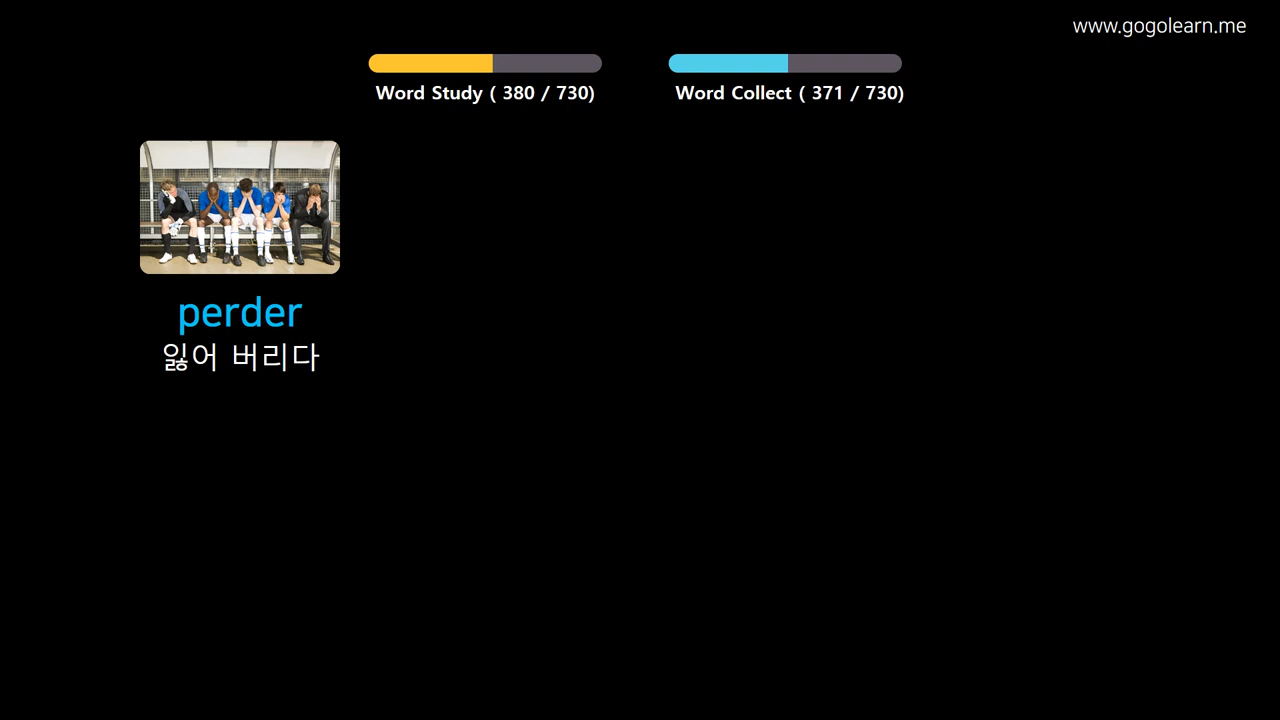 www.gogolearn.me
Word Study ( 380 / 730)
Word Collect ( 371 / 730)
perder
잃어 버리다